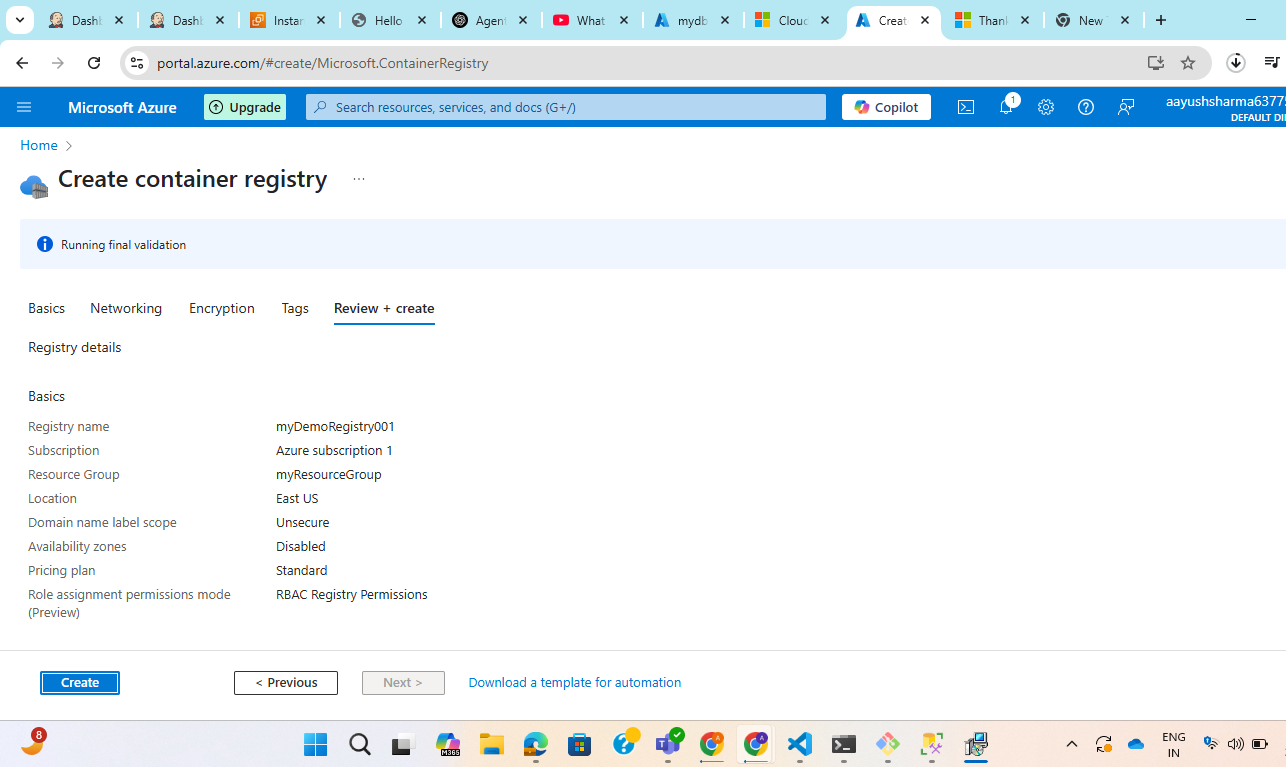 Dashl
Dashl
Instar
Hello
Agen
What
mydb
Cloud
Creat
Thank
New
portal.azure.com/#create/Microsoft.ContainerRegistry
Microsoft Azure
Upgrade
Search resources, services, and docs (G+/)
Copilot
1
aayushsharma6377
DEFAULT DI
Home
Create container registry
...
Running final validation
Basics
Networking
Encryption
Tags
Review + create
Registry details
Basics
Registry name myDemoRegistry001
Subscription Azure subscription 1
Resource Group myResourceGroup
Location East US
Domain name label scope Unsecure
Availability zones Disabled
Pricing plan Standard
Role assignment permissions mode RBAC Registry Permissions
(Preview)
Create
< Previous
Next >
Download a template for automation
8
M365
ENG
IN